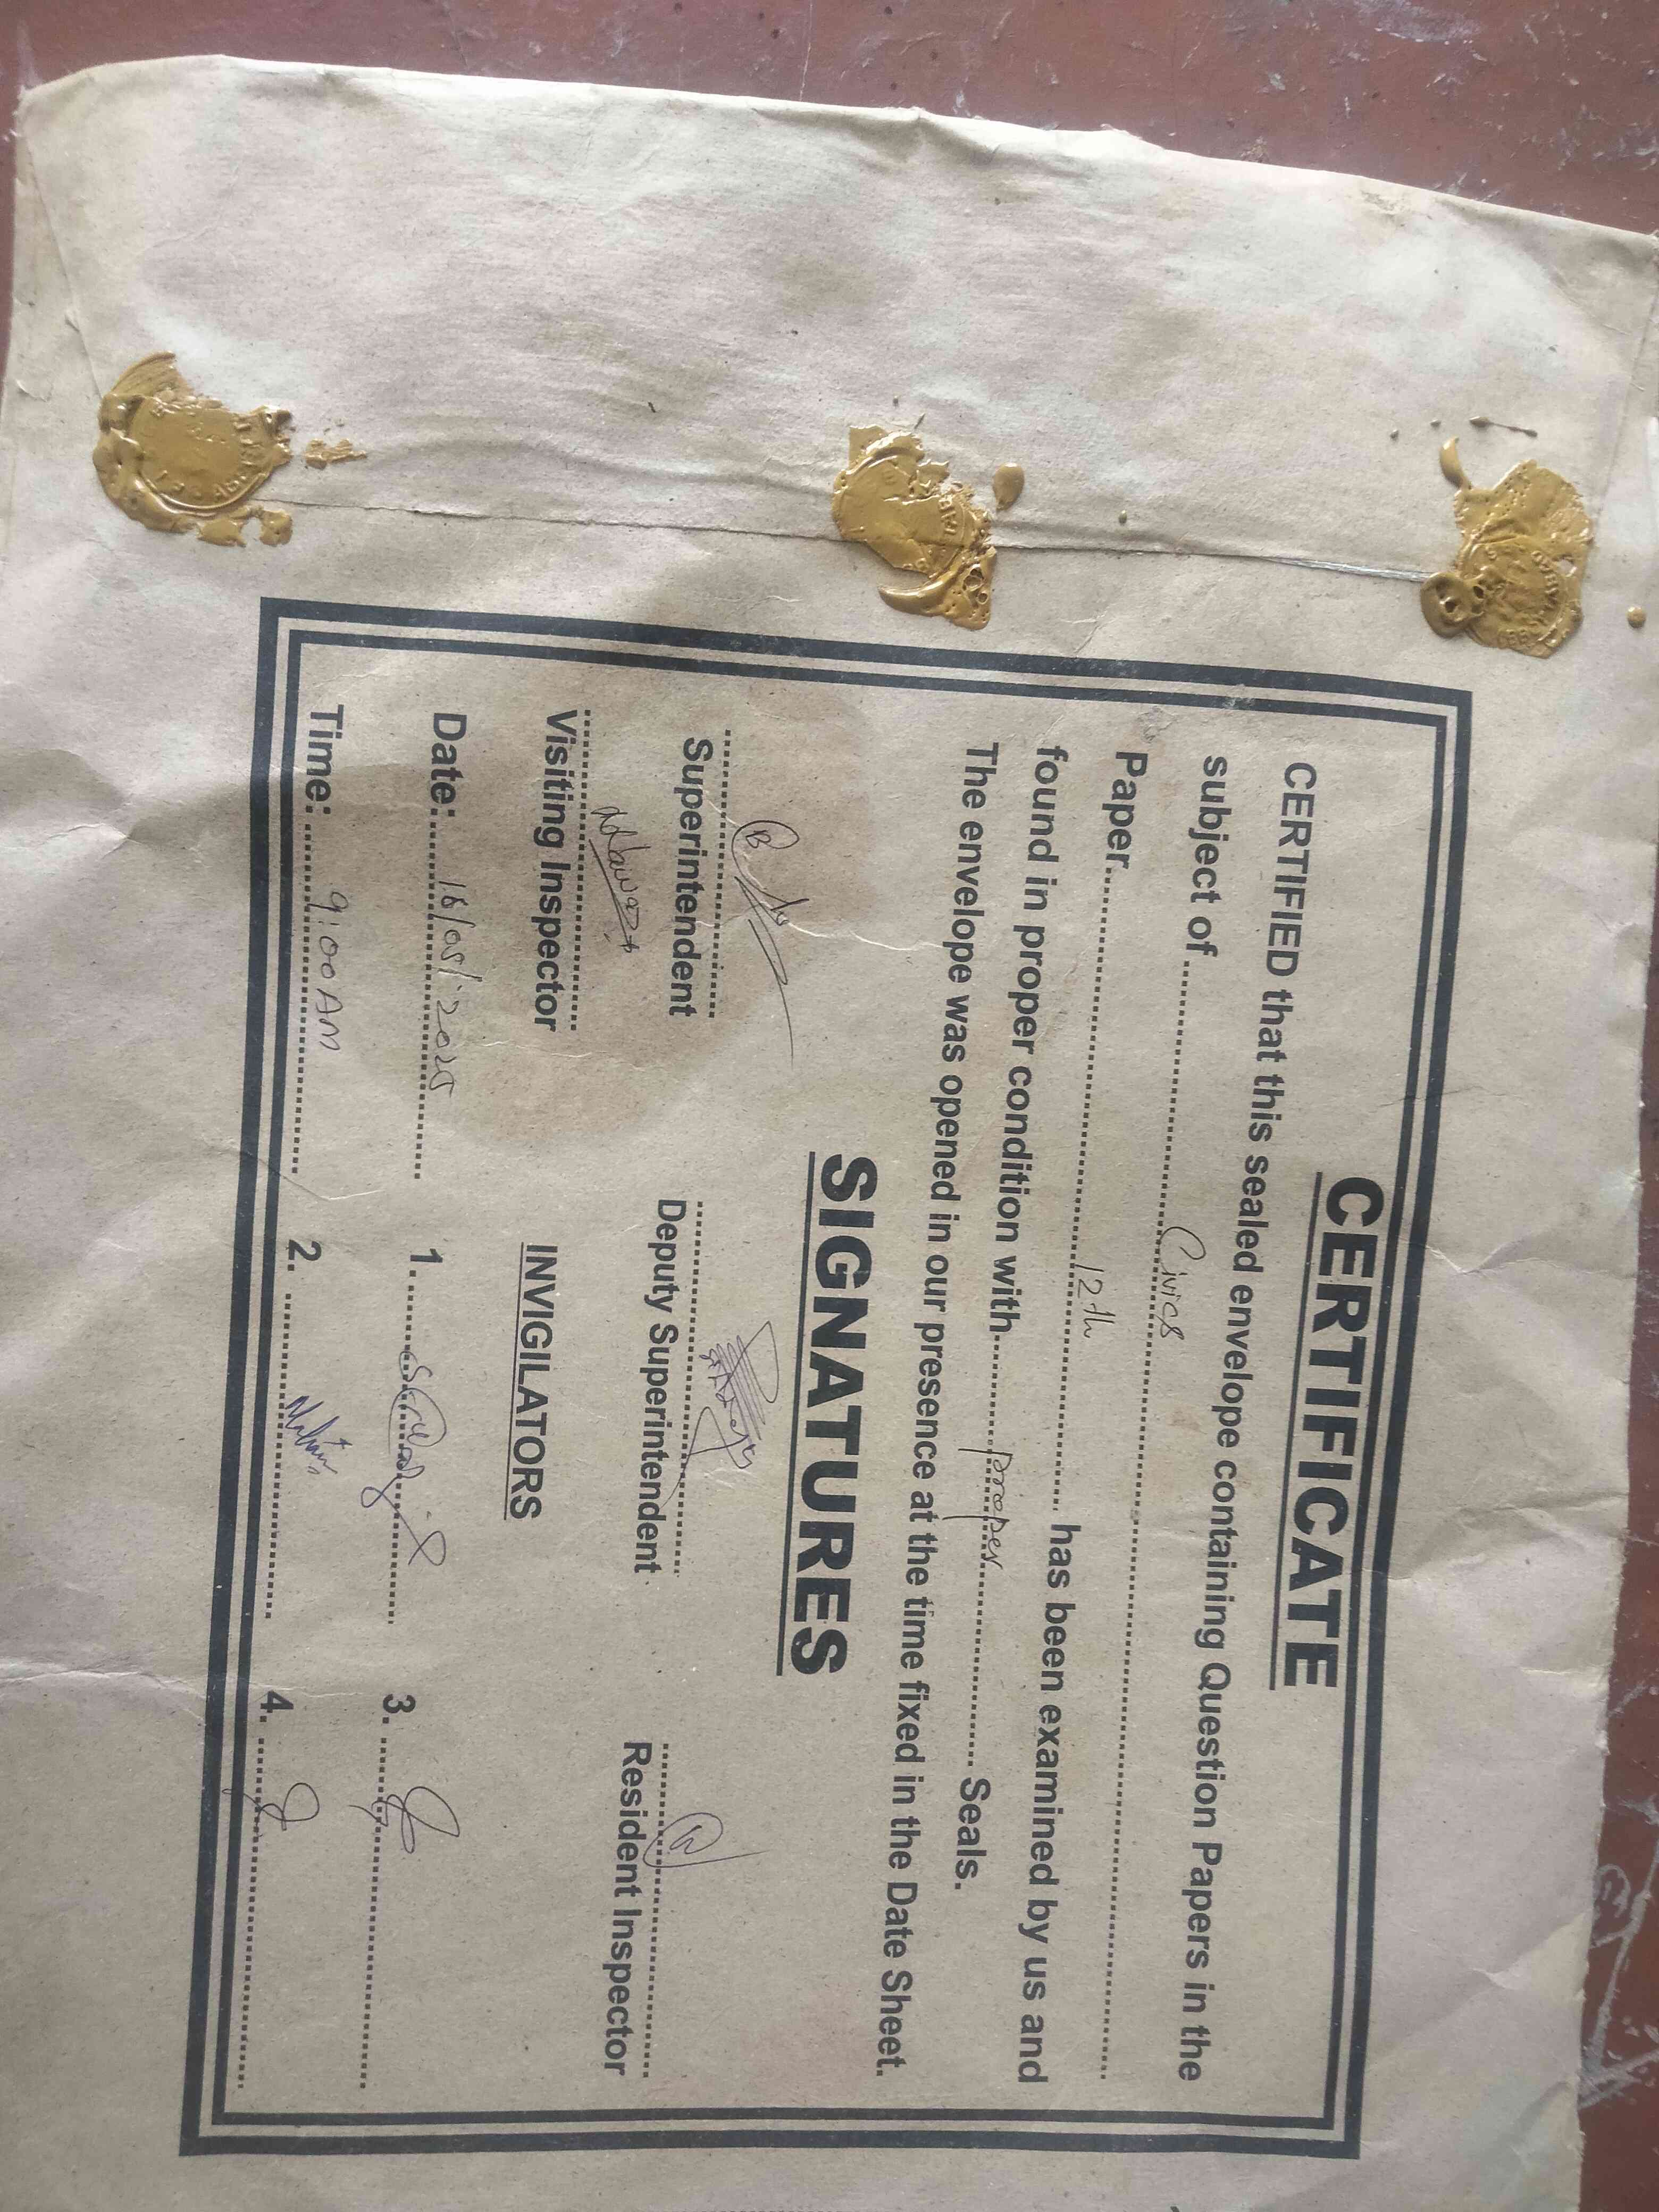 CERTIFICATE
CERTIFIED that this sealed envelope containing Question Papers in the
subject of ........ Civics ........
Paper ........ 12th ........ has been examined by us and
found in proper condition with ........ proper ........ Seals.
The envelope was opened in our presence at the time fixed in the Date Sheet.
SIGNATURES
Superintendent Deputy Superintendent Resident Inspector
Visiting Inspector INVIGILATORS
Date: 16/05/2025 1. 3.
Time: 9:00 AM 2. 4.